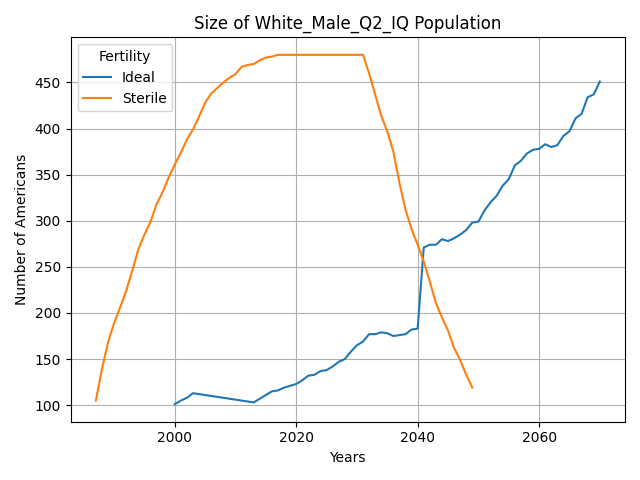 Size of White_Male_Q2_IQ Population
Fertility
Ideal
Sterile
Number of Americans
450
400
350
300
250
200
150
100
2000
2020
2040
2060
Years